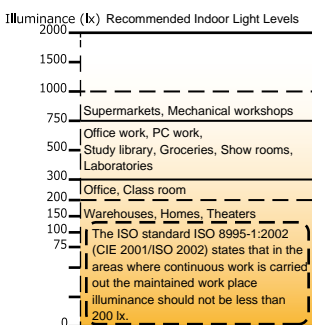 Illuminance (lx) Recommended Indoor Light Levels
2000
1500
1000
Supermarkets, Mechanical workshops
750
Office work, PC work,
500 Study library, Groceries, Show rooms,
Laboratories
300
Office, Class room
200
150 Warehouses, Homes, Theaters
100 The ISO standard ISO 8995-1:2002
75 (CIE 2001/ISO 2002) states that in the
areas where continuous work is carried
out the maintained work place
illuminance should not be less than
200 lx.
0